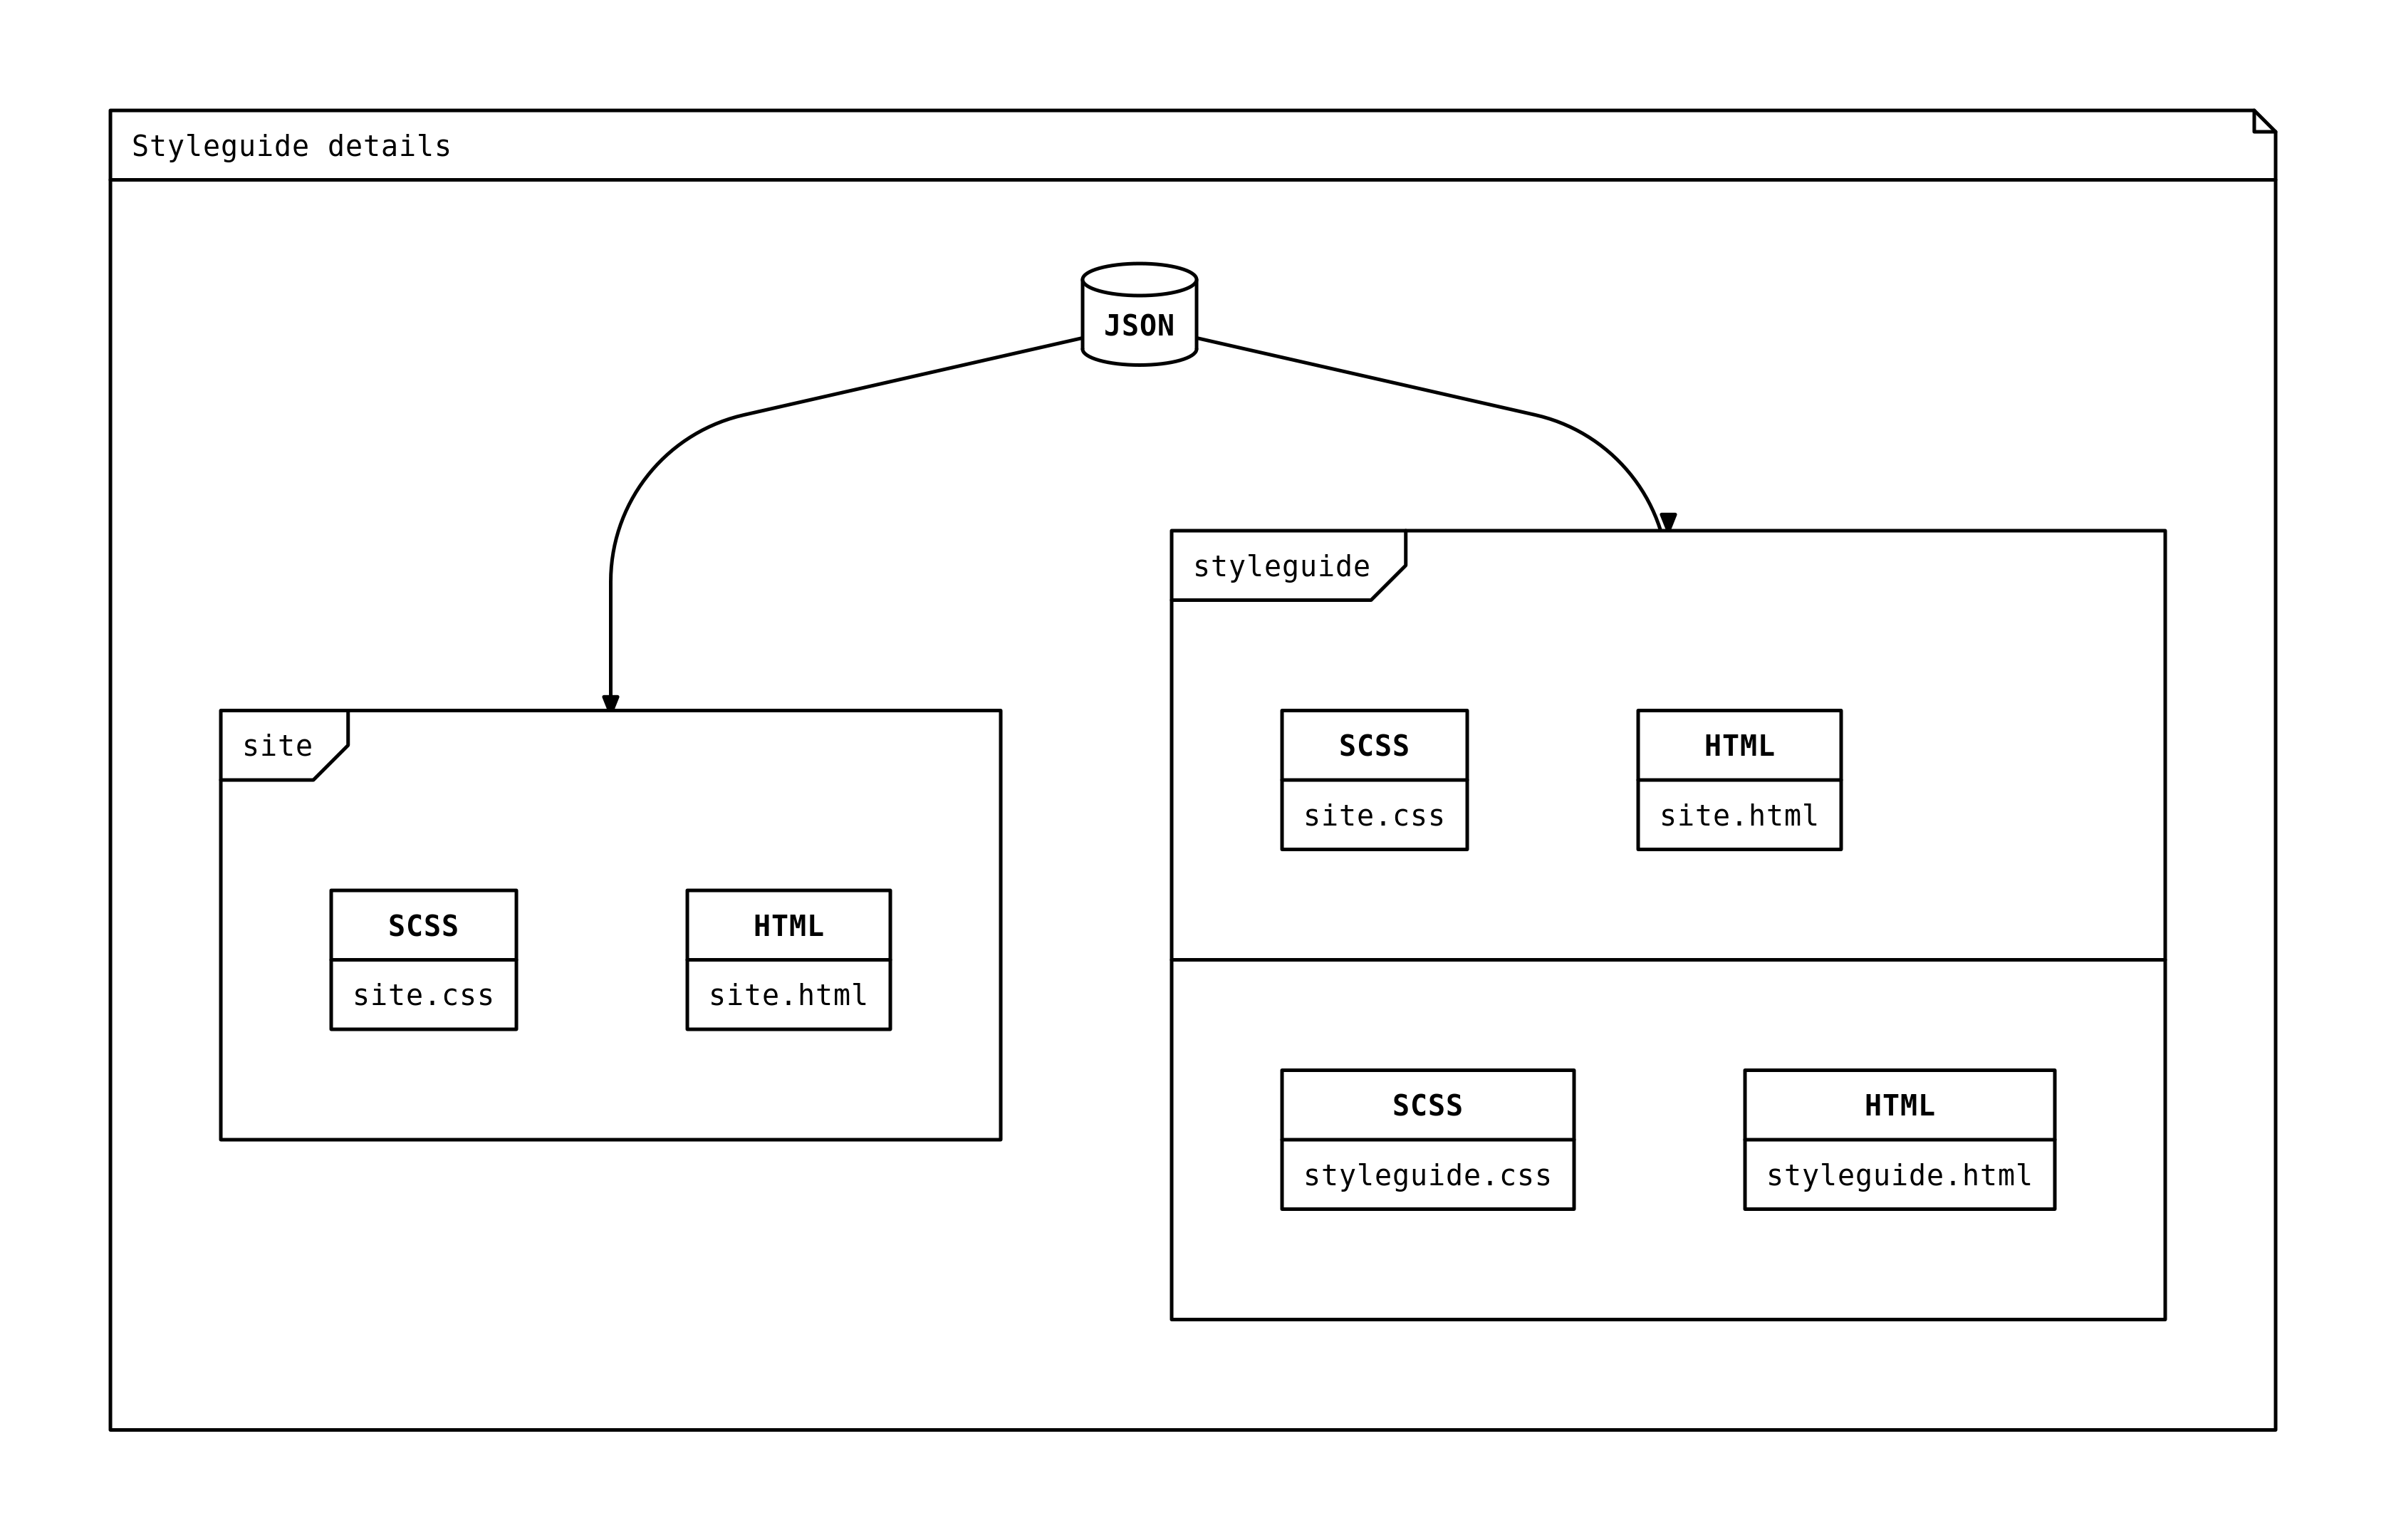 Styleguide details
JSON
site
SCSS
site.css
HTML
site.html
styleguide
SCSS
site.css
HTML
site.html
SCSS
styleguide.css
HTML
styleguide.html